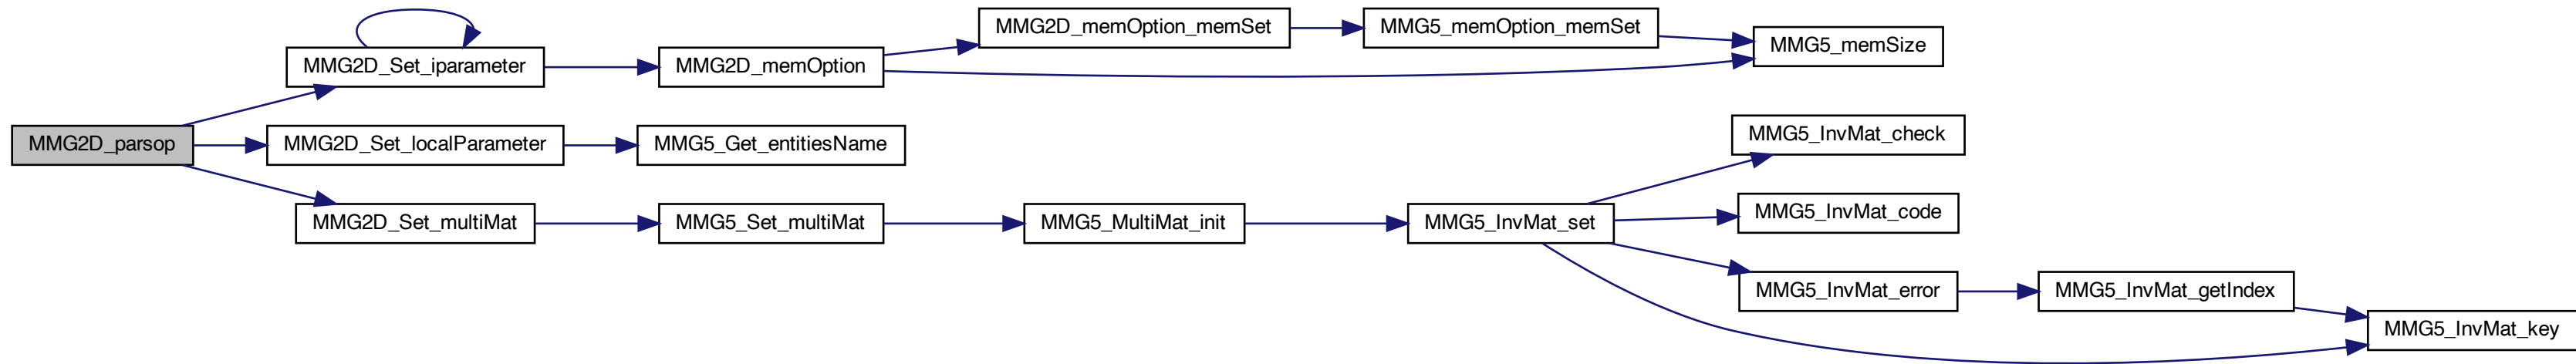 MMG2D_memOption_memSet
MMG5_memOption_memSet
MMG5_memSize
MMG2D_Set_iparameter
MMG2D_memOption
MMG5_InvMat_check
MMG2D_parsop
MMG2D_Set_localParameter
MMG5_Get_entitiesName
MMG5_InvMat_code
MMG2D_Set_multiMat
MMG5_Set_multiMat
MMG5_MultiMat_init
MMG5_InvMat_set
MMG5_InvMat_error
MMG5_InvMat_getIndex
MMG5_InvMat_key